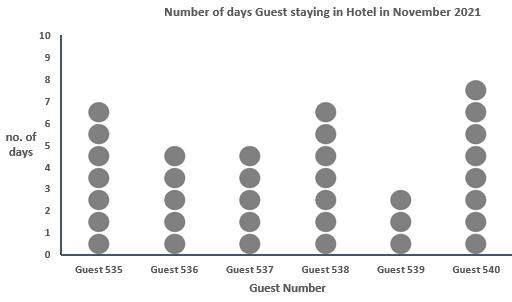 Number of days Guest staying in Hotel in November 2021
10
9
8
7
6
5
4
3
2
1
0
no. of
days
Guest 535 Guest 536 Guest 537 Guest 538 Guest 539 Guest 540
Guest Number